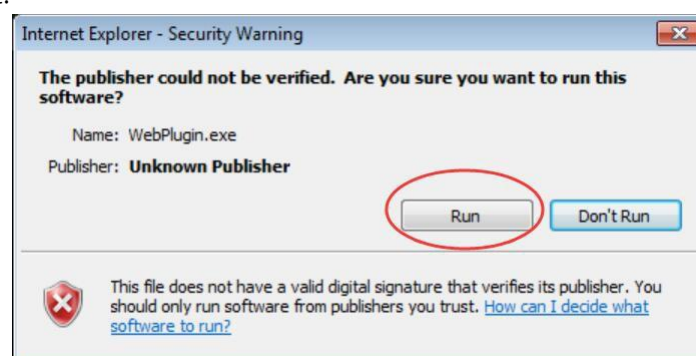 Internet Explorer - Security Warning
The publisher could not be verified. Are you sure you want to run this
software?
Name: WebPlugin.exe
Publisher: Unknown Publisher
Run Don't Run
This file does not have a valid digital signature that verifies its publisher. You
should only run software from publishers you trust. How can I decide what
software to run?